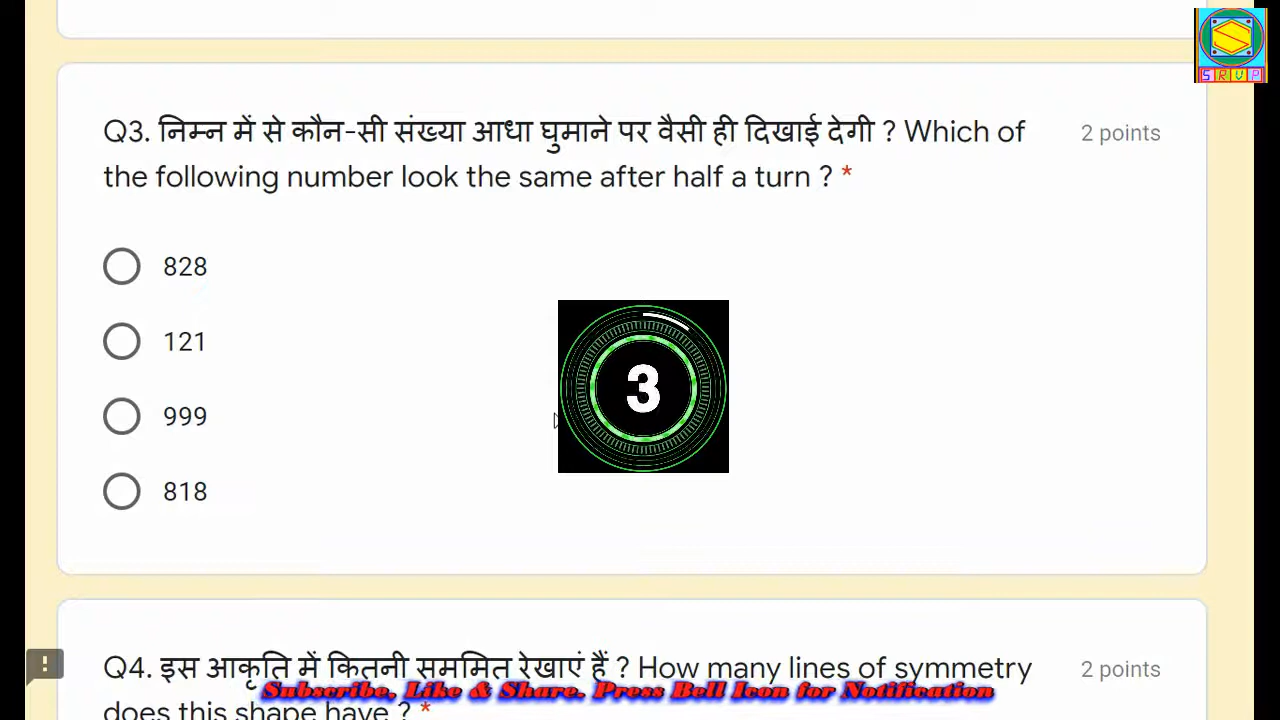 SRVP
Q3. निम्न में से कौन-सी संख्या आधा घुमाने पर वैसी ही दिखाई देगी ? Which of
the following number look the same after half a turn ? *
2 points
828
121
999
818
3
Q4. इस आकृति में कितनी सममित रेखाएं हैं ? How many lines of symmetry
does this shape have ? *
2 points
Subscribe, Like & Share. Press Bell Icon for Notification